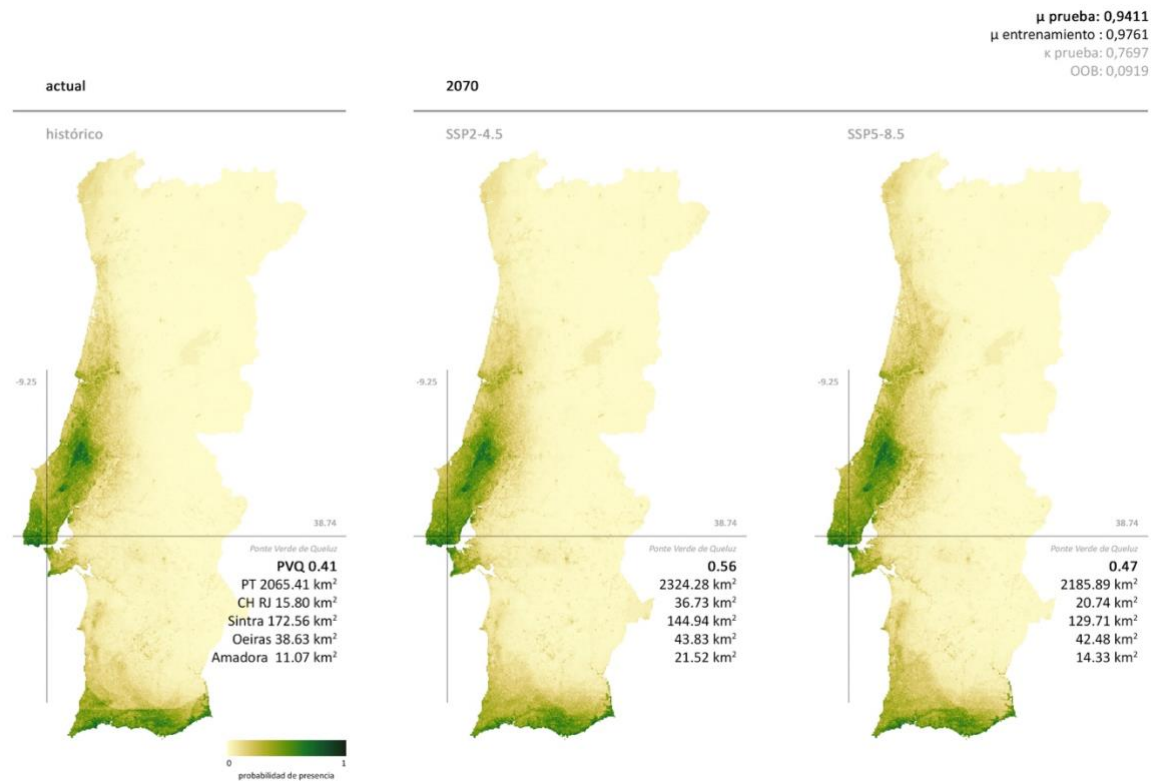 μ prueba: 0,9411
μ entrenamiento : 0,9761
κ prueba: 0,7697
OOB: 0,0919
actual
2070
histórico
SSP2-4.5
SSP5-8.5
-9.25
-9.25
-9.25
38.74
38.74
38.74
Ponte Verde de Queluz
PVQ 0.41
PT 2065.41 km²
CH RJ 15.80 km²
Sintra 172.56 km²
Oeiras 38.63 km²
Amadora 11.07 km²
Ponte Verde de Queluz
0.56
2324.28 km²
36.73 km²
144.94 km²
43.83 km²
21.52 km²
Ponte Verde de Queluz
0.47
2185.89 km²
20.74 km²
129.71 km²
42.48 km²
14.33 km²
0 1
probabilidad de presencia